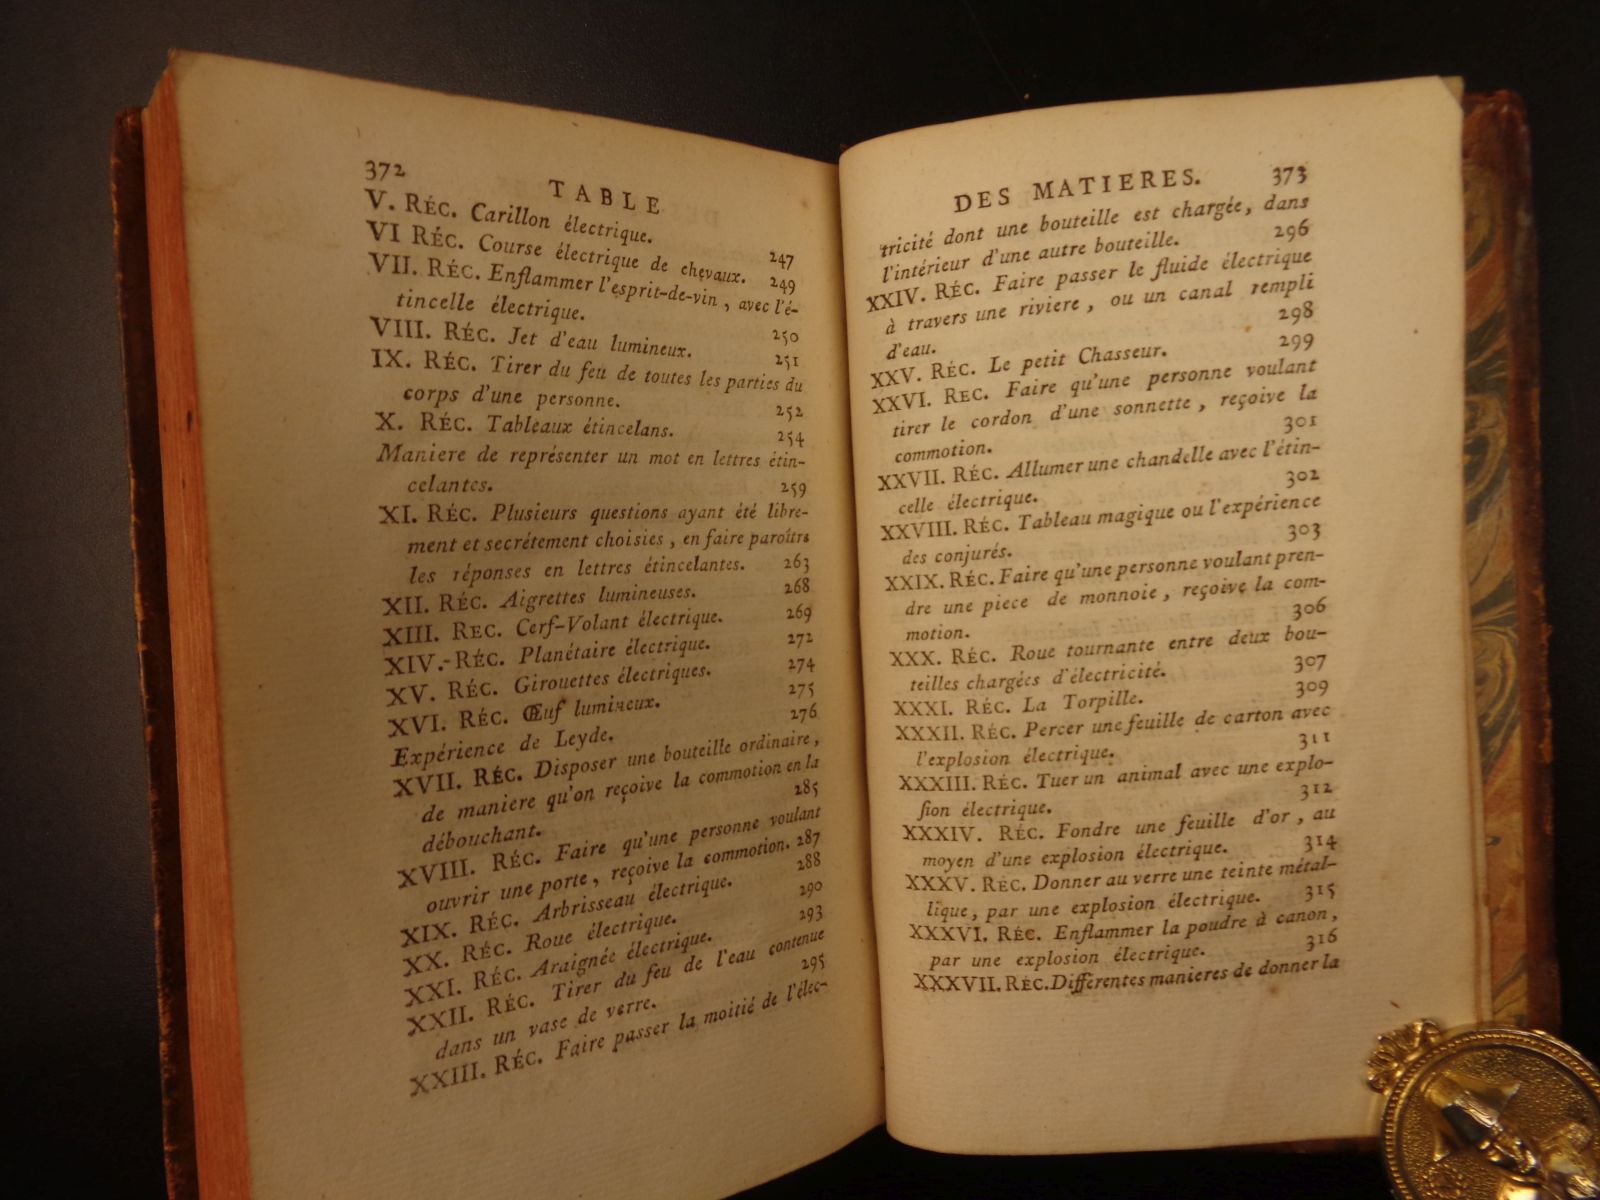 372
TABLE
V. RÉC. Carillon électrique. 247
VI RÉC. Course électrique de chevaux. 249
VII. RÉC. Enflammer l'esprit-de-vin, avec l'é-
tincelle électrique. 250
VIII. RÉC. Jet d'eau lumineux. 251
IX. RÉC. Tirer du feu de toutes les parties du
corps d'une personne. 252
X. RÉC. Tableaux étincelans. 254
Maniere de représenter un mot en lettres étin-
celantes. 259
XI. RÉC. Plusieurs questions ayant été libre-
ment et secrétement choisies, en faire paroître
les réponses en lettres étincelantes. 263
XII. RÉC. Aigrettes lumineuses. 268
XIII. REC. Cerf-Volant électrique. 269
XIV. RÉC. Planétaire électrique. 272
XV. RÉC. Girouettes électriques. 274
XVI. RÉC. Œuf lumineux. 275
Expérience de Leyde. 276
XVII. RÉC. Disposer une bouteille ordinaire,
de maniere qu'on reçoive la commotion en la
débouchant. 285
XVIII. RÉC. Faire qu'une personne voulant
ouvrir une porte, reçoive la commotion. 287
XIX. RÉC. Arbrisseau électrique. 288
XX. RÉC. Roue électrique. 290
XXI. RÉC. Araignée électrique. 293
XXII. RÉC. Tirer du feu de l'eau contenue
dans un vase de verre. 295
XXIII. RÉC. Faire passer la moitié de l'élec-
DES MATIERES. 373
tricité dont une bouteille est chargée, dans
l'intérieur d'une autre bouteille. 296
XXIV. RÉC. Faire passer le fluide électrique
à travers une riviere, ou un canal rempli
d'eau. 298
XXV. RÉC. Le petit Chasseur. 299
XXVI. REC. Faire qu'une personne voulant
tirer le cordon d'une sonnette, reçoive la
commotion. 301
XXVII. RÉC. Allumer une chandelle avec l'étin-
celle électrique. 302
XXVIII. RÉC. Tableau magique ou l'expérience
des conjurés. 303
XXIX. RÉC. Faire qu'une personne voulant pren-
dre une piece de monnoie, reçoive la com-
motion. 306
XXX. RÉC. Roue tournante entre deux bou-
teilles chargées d'électricité. 307
XXXI. RÉC. La Torpille. 309
XXXII. RÉC. Percer une feuille de carton avec
l'explosion électrique. 311
XXXIII. RÉC. Tuer un animal avec une explo-
sion électrique. 312
XXXIV. RÉC. Fondre une feuille d'or, au
moyen d'une explosion électrique. 314
XXXV. RÉC. Donner au verre une teinte métal-
lique, par une explosion électrique. 315
XXXVI. RÉC. Enflammer la poudre à canon,
par une explosion électrique. 316
XXXVII. RÉC. Différentes manieres de donner la